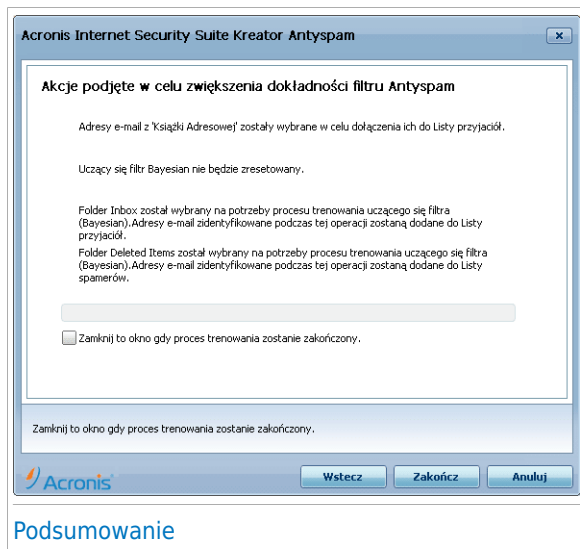 Acronis Internet Security Suite Kreator Antyspam
Akcje podjęte w celu zwiększenia dokładności filtru Antyspam
Adresy e-mail z 'Książki Adresowej' zostały wybrane w celu dołączenia ich do Listy przyjaciół.
Uczący się filtr Bayesian nie będzie zresetowany.
Folder Inbox został wybrany na potrzeby procesu trenowania uczącego się filtra
(Bayesian).Adresy e-mail zidentyfikowane podczas tej operacji zostaną dodane do Listy
przyjaciół.
Folder Deleted Items został wybrany na potrzeby procesu trenowania uczącego się filtra
(Bayesian).Adresy e-mail zidentyfikowane podczas tej operacji zostaną dodane do Listy
spamerów.
Zamknij to okno gdy proces trenowania zostanie zakończony.
Zamknij to okno gdy proces trenowania zostanie zakończony.
Acronis
Wstecz
Zakończ
Anuluj
Podsumowanie